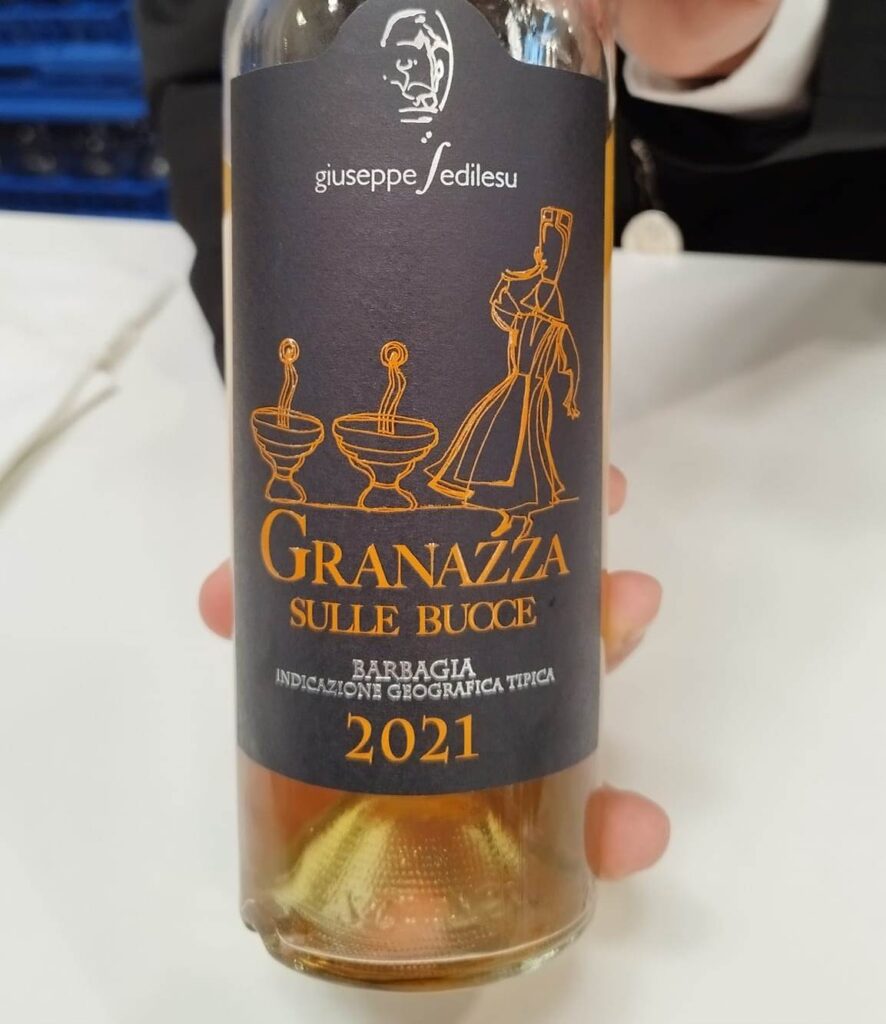 giuseppe Sedilesu
GRANAZZA
SULLE BUCCE
BARBAGIA
INDICAZIONE GEOGRAFICA TIPICA
2021